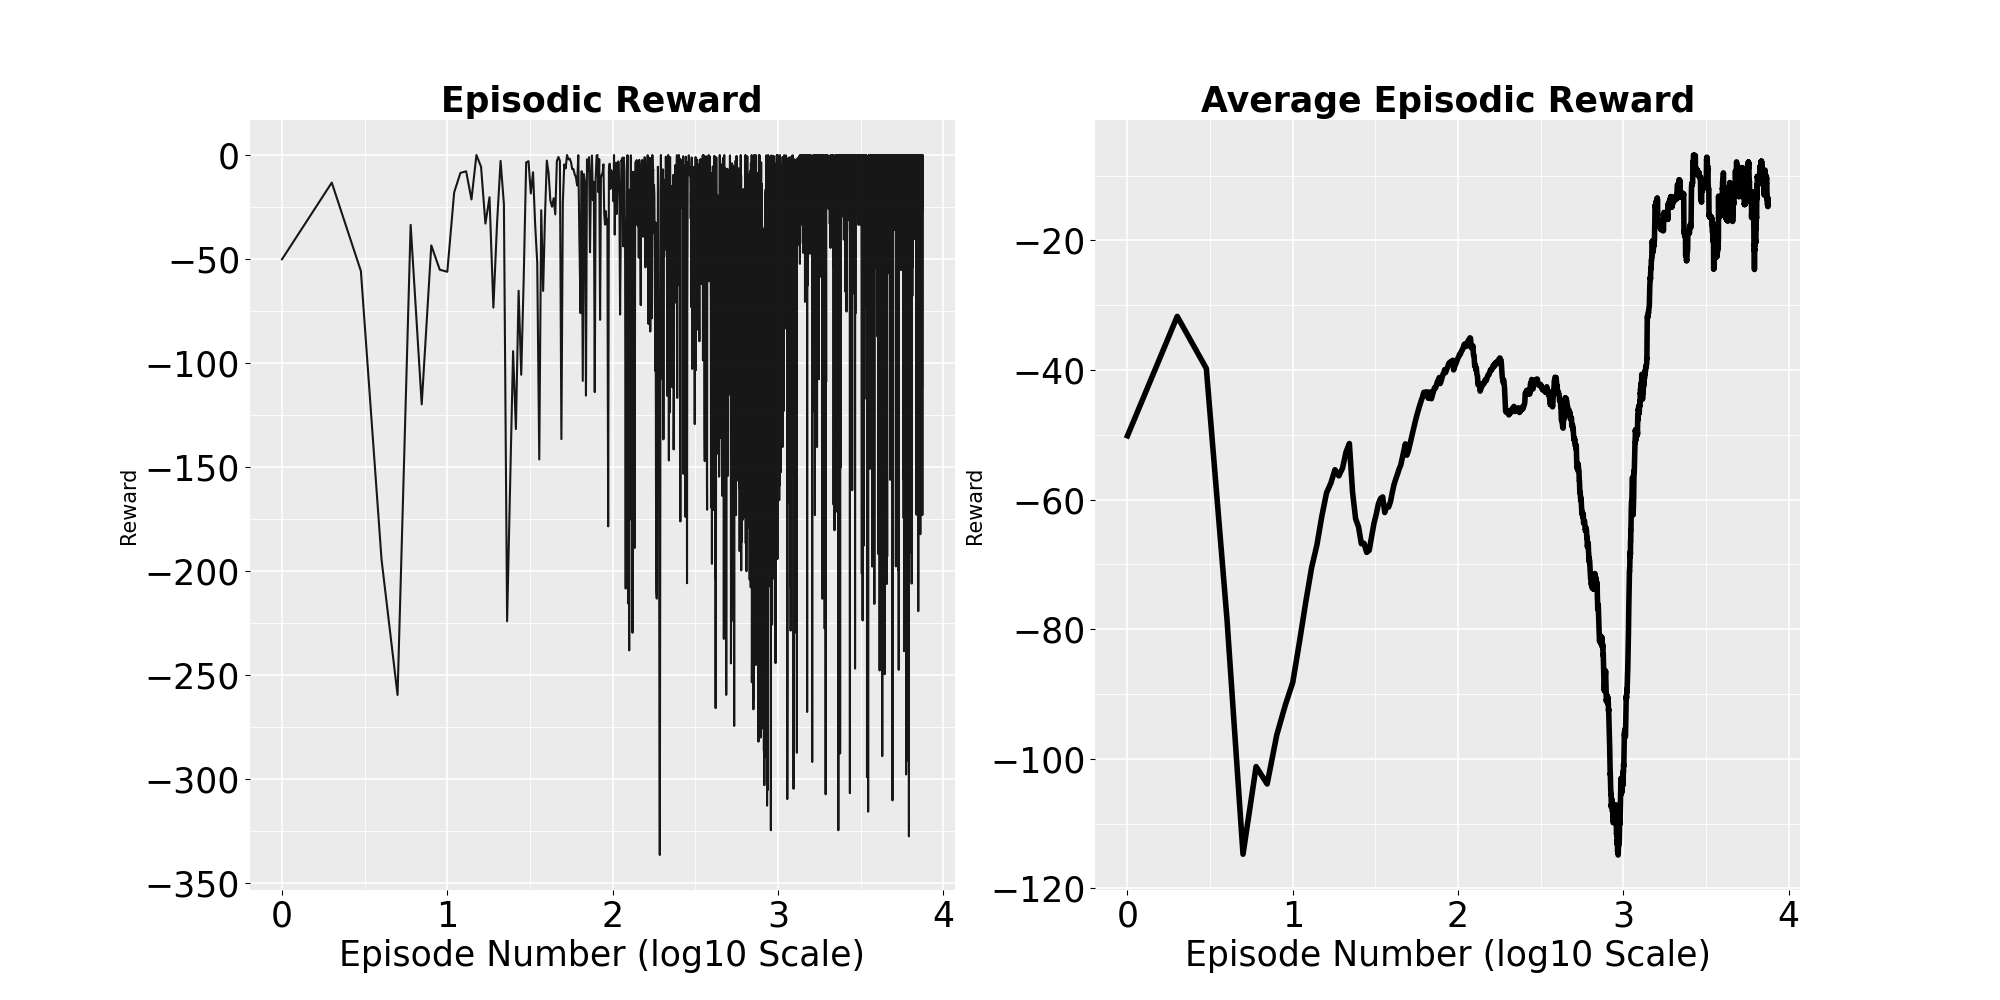 Episodic Reward
Average Episodic Reward
0
−50
−100
−150
−200
−250
−300
−350
Reward
0 1 2 3 4
Episode Number (log10 Scale)
−20
−40
−60
−80
−100
−120
Reward
0 1 2 3 4
Episode Number (log10 Scale)